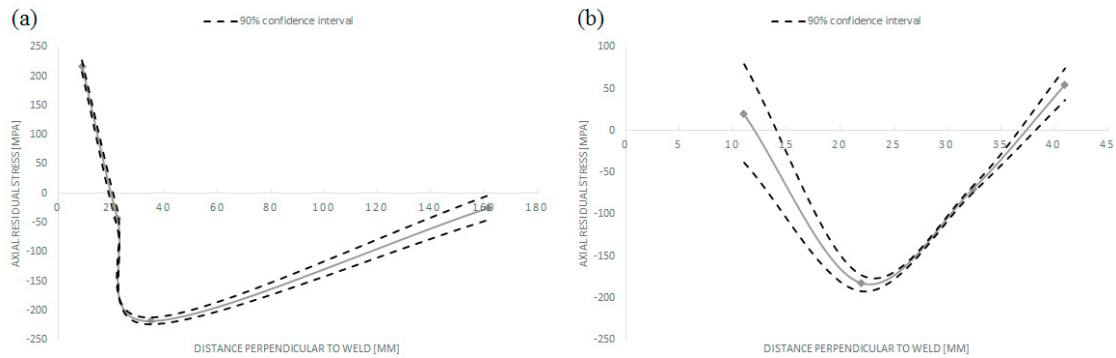 (a)
90% confidence interval
250
200
150
100
50
0
-50
-100
-150
-200
-250
0 20 40 60 80 100 120 140 160 180
AXIAL RESIDUAL STRESS [MPA]
DISTANCE PERPENDICULAR TO WELD [MM]
(b)
90% confidence interval
100
50
0
-50
-100
-150
-200
-250
0 5 10 15 20 25 30 35 40 45
AXIAL RESIDUAL STRESS [MPA]
DISTANCE PERPENDICULAR TO WELD [MM]